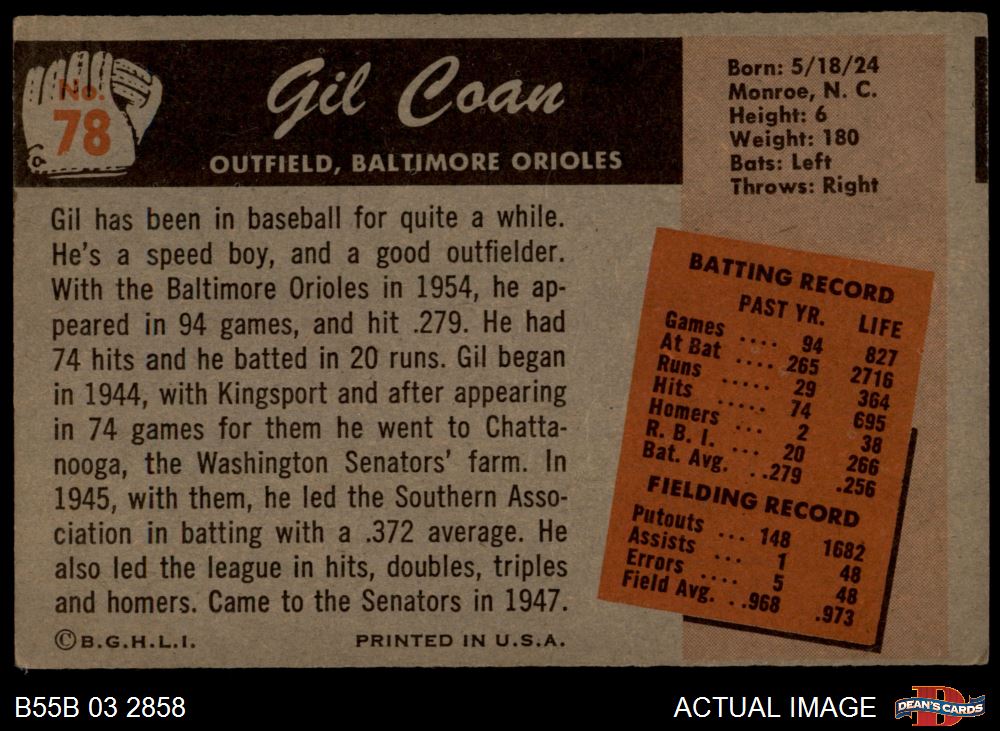 No.
78
Gil Coan
OUTFIELD, BALTIMORE ORIOLES
Born: 5/18/24
Monroe, N. C.
Height: 6
Weight: 180
Bats: Left
Throws: Right
Gil has been in baseball for quite a while.
He's a speed boy, and a good outfielder.
With the Baltimore Orioles in 1954, he ap-
peared in 94 games, and hit .279. He had
74 hits and he batted in 20 runs. Gil began
in 1944, with Kingsport and after appearing
in 74 games for them he went to Chatta-
nooga, the Washington Senators' farm. In
1945, with them, he led the Southern Asso-
ciation in batting with a .372 average. He
also led the league in hits, doubles, triples
and homers. Came to the Senators in 1947.
©B.G.H.L.I. PRINTED IN U.S.A.
BATTING RECORD
PAST YR. LIFE
Games .... 94 827
At Bat .... 265 2716
Runs ..... 29 364
Hits ..... 74 695
Homers ... 2 38
R. B. I. ... 20 266
Bat. Avg. ..279 .256
FIELDING RECORD
Putouts ... 148 1682
Assists ... 1 48
Errors .... 5 48
Field Avg. ..968 .973
B55B 03 2858
ACTUAL IMAGE
DEAN'S CARDS